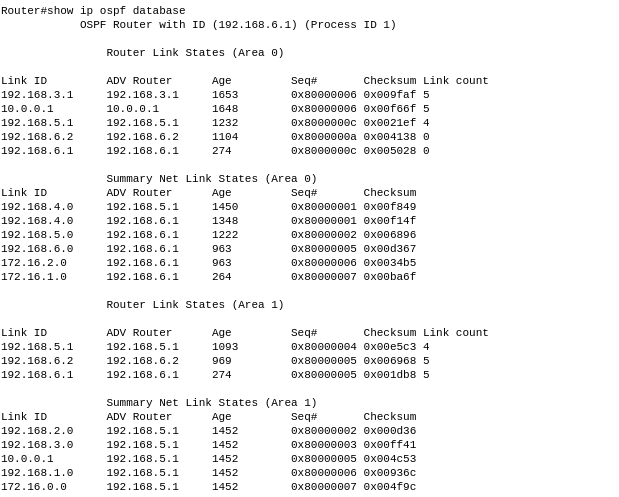 Router#show ip ospf database
OSPF Router with ID (192.168.6.1) (Process ID 1)
Router Link States (Area 0)
Link ID ADV Router Age Seq# Checksum Link count
192.168.3.1 192.168.3.1 1653 0x80000006 0x009faf 5
10.0.0.1 10.0.0.1 1648 0x80000006 0x00f66f 5
192.168.5.1 192.168.5.1 1232 0x8000000c 0x0021ef 4
192.168.6.2 192.168.6.2 1104 0x8000000a 0x004138 0
192.168.6.1 192.168.6.1 274 0x8000000c 0x005028 0
Summary Net Link States (Area 0)
Link ID ADV Router Age Seq# Checksum
192.168.4.0 192.168.5.1 1450 0x80000001 0x00f849
192.168.4.0 192.168.6.1 1348 0x80000001 0x00f14f
192.168.5.0 192.168.6.1 1222 0x80000002 0x006896
192.168.6.0 192.168.6.1 963 0x80000005 0x00d367
172.16.2.0 192.168.6.1 963 0x80000006 0x0034b5
172.16.1.0 192.168.6.1 264 0x80000007 0x00ba6f
Router Link States (Area 1)
Link ID ADV Router Age Seq# Checksum Link count
192.168.5.1 192.168.5.1 1093 0x80000004 0x00e5c3 4
192.168.6.2 192.168.6.2 969 0x80000005 0x006968 5
192.168.6.1 192.168.6.1 274 0x80000005 0x001db8 5
Summary Net Link States (Area 1)
Link ID ADV Router Age Seq# Checksum
192.168.2.0 192.168.5.1 1452 0x80000002 0x000d36
192.168.3.0 192.168.5.1 1452 0x80000003 0x00ff41
10.0.0.1 192.168.5.1 1452 0x80000005 0x004c53
192.168.1.0 192.168.5.1 1452 0x80000006 0x00936c
172.16.0.0 192.168.5.1 1452 0x80000007 0x004f9c